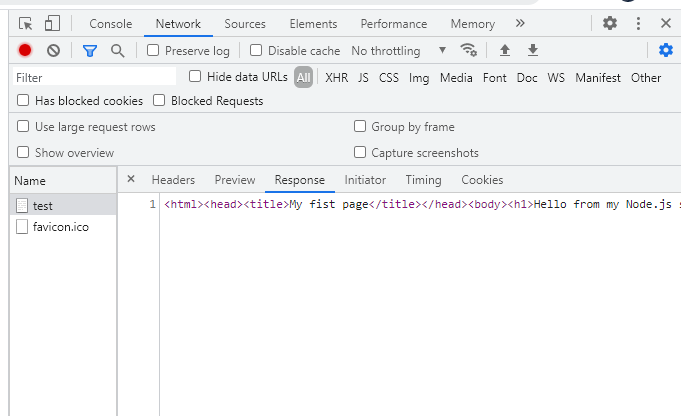 Console Network Sources Elements Performance Memory »
Preserve log Disable cache No throttling
Filter Hide data URLs All XHR JS CSS Img Media Font Doc WS Manifest Other
Has blocked cookies Blocked Requests
Use large request rows Group by frame
Show overview Capture screenshots
Name × Headers Preview Response Initiator Timing Cookies
test 1 <html><head><title>My fist page</title></head><body><h1>Hello from my Node.js s
favicon.ico